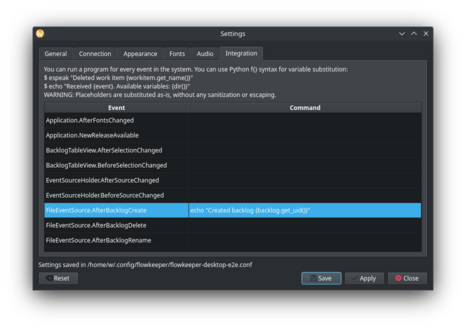 Settings
General Connection Appearance Fonts Audio Integration
You can run a program for every event in the system. You can use Python f{} syntax for variable substitution:
$ espeak "Deleted work item {workitem.get_name()}"
$ echo "Received {event}. Available variables: {dir()}"
WARNING: Placeholders are substituted as-is, without any sanitization or escaping.
Event Command
Application.AfterFontsChanged
Application.NewReleaseAvailable
BacklogTableView.AfterSelectionChanged
BacklogTableView.BeforeSelectionChanged
EventSourceHolder.AfterSourceChanged
EventSourceHolder.BeforeSourceChanged
FileEventSource.AfterBacklogCreate echo "Created backlog {backlog.get_uid()}"
FileEventSource.AfterBacklogDelete
FileEventSource.AfterBacklogRename
Settings saved in /home/w/.config/flowkeeper/flowkeeper-desktop-e2e.conf
Reset Save Apply Close